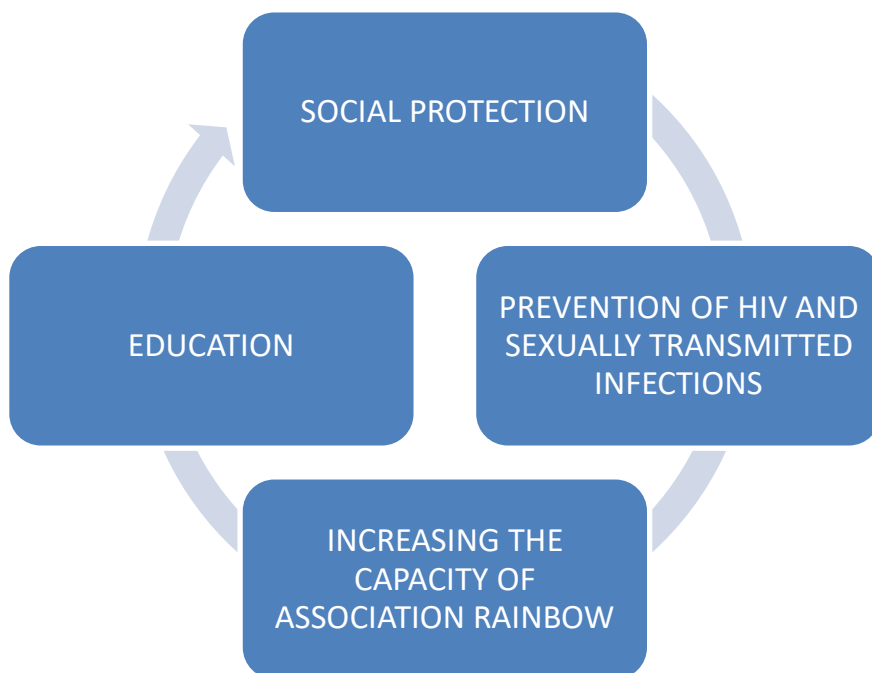 SOCIAL PROTECTION
PREVENTION OF HIV AND
SEXUALLY TRANSMITTED
INFECTIONS
INCREASING THE
CAPACITY OF
ASSOCIATION RAINBOW
EDUCATION